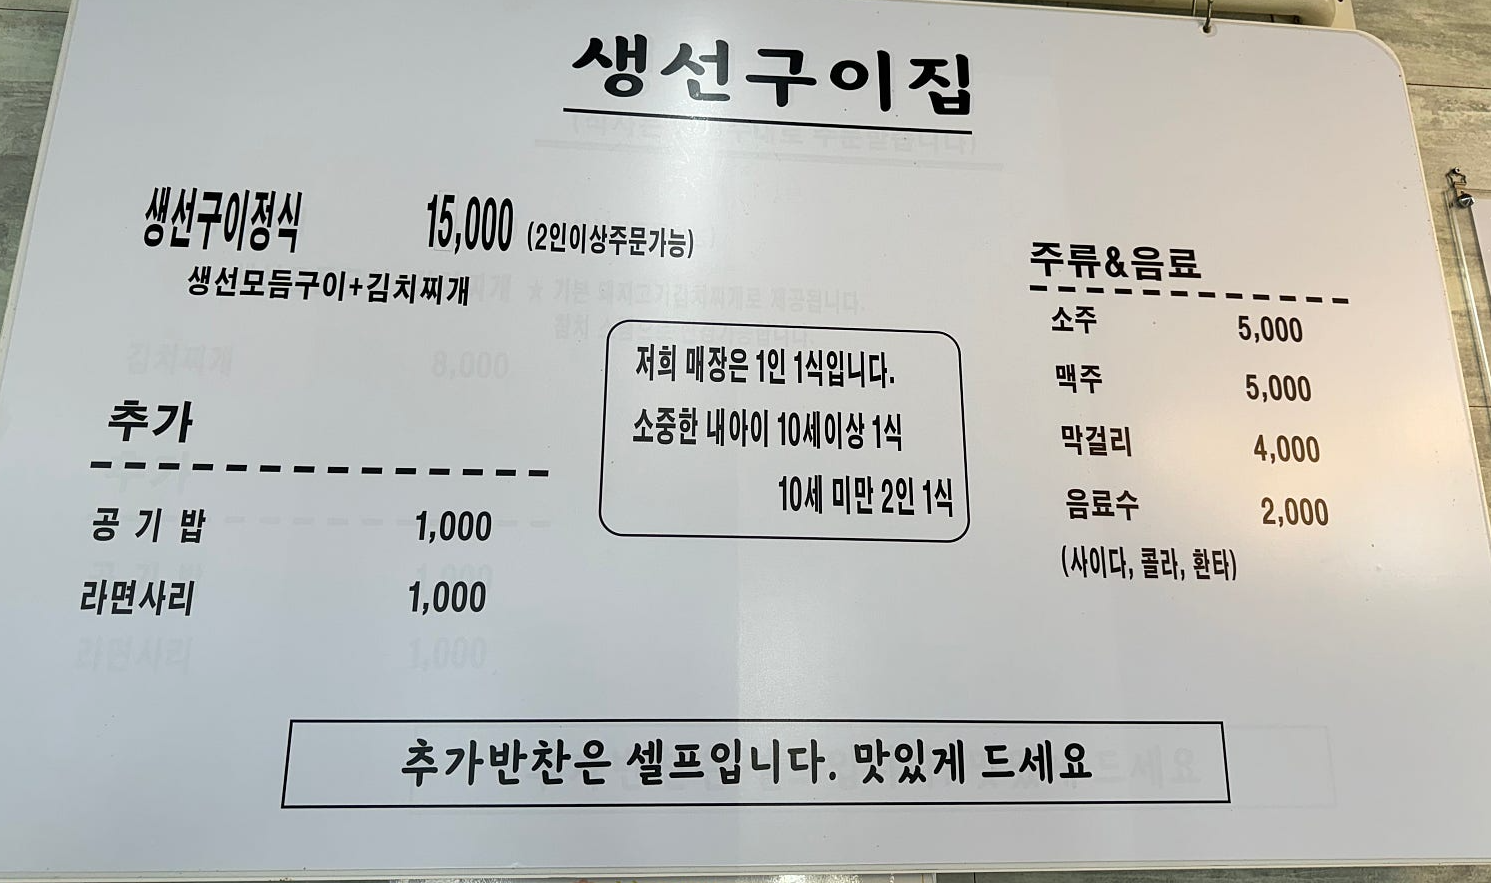 생선구이집
생선구이정식 15,000 (2인이상주문가능)
생선모듬구이+김치찌개
추가
공 기 밥 1,000
라면사리 1,000
저희 매장은 1인 1식입니다.
소중한 내아이 10세이상 1식
10세 미만 2인 1식
주류&음료
소주 5,000
맥주 5,000
막걸리 4,000
음료수 2,000
(사이다, 콜라, 환타)
추가반찬은 셀프입니다. 맛있게 드세요